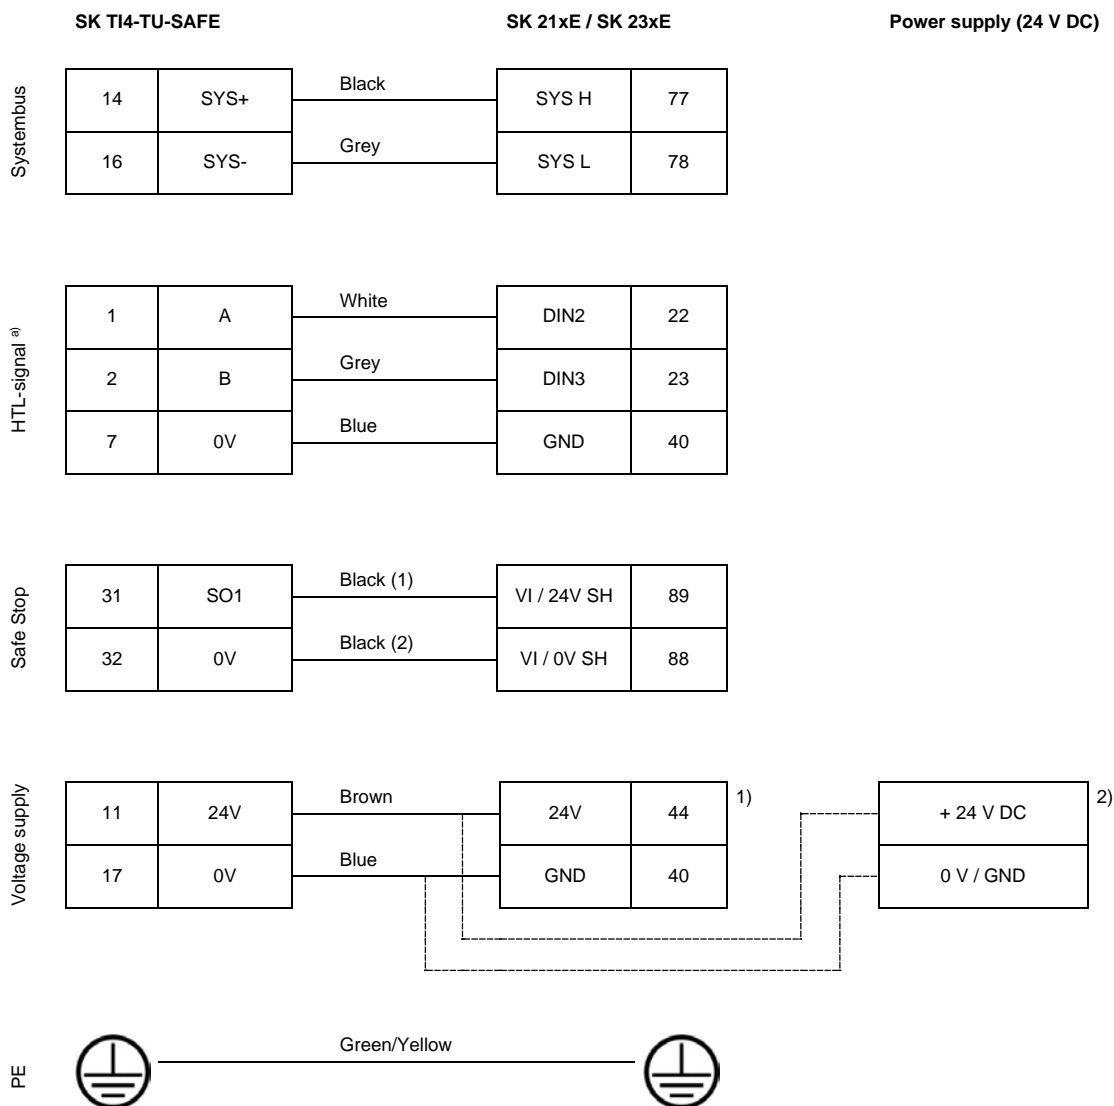 SK TI4-TU-SAFE SK 21xE / SK 23xE Power supply (24 V DC)
Systembus
14 SYS+ Black SYS H 77
16 SYS- Grey SYS L 78
HTL-signal a)
1 A White DIN2 22
2 B Grey DIN3 23
7 0V Blue GND 40
Safe Stop
31 SO1 Black (1) VI / 24V SH 89
32 0V Black (2) VI / 0V SH 88
Voltage supply
11 24V Brown 24V 44 1) + 24 V DC 2)
17 0V Blue GND 40 0 V / GND
PE
Green/Yellow